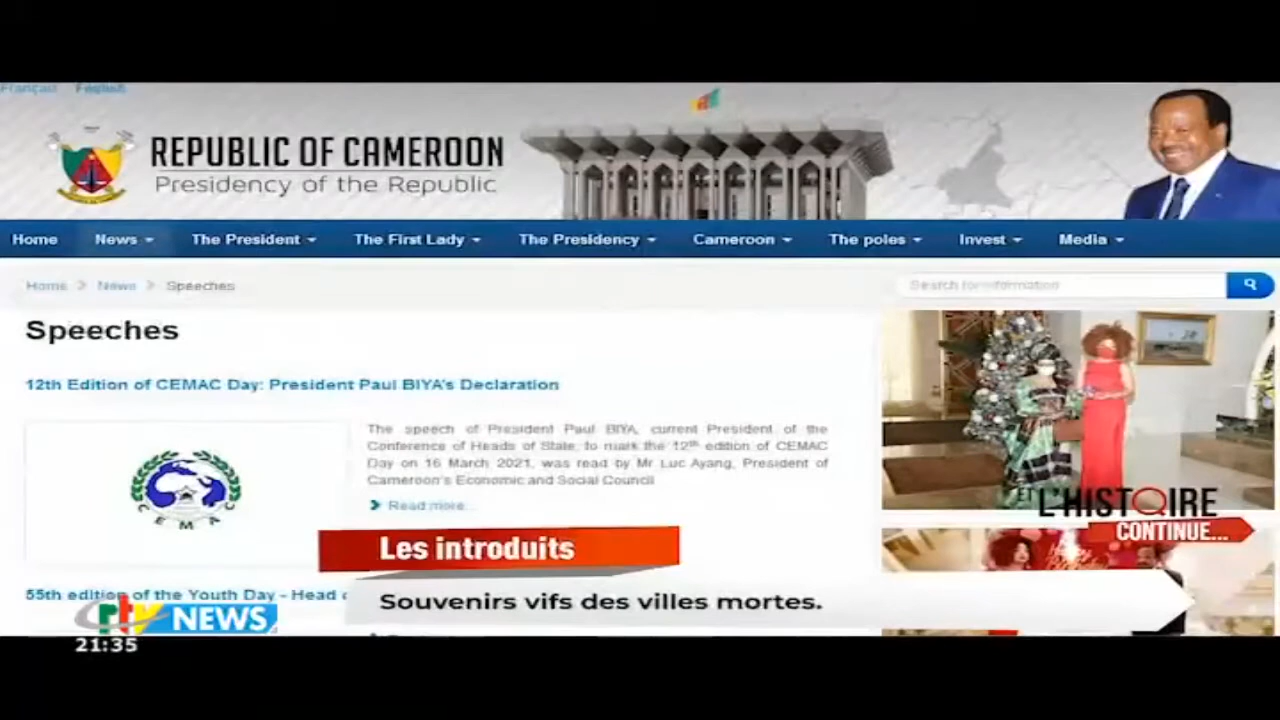 Français English
REPUBLIC OF CAMEROON
Presidency of the Republic
Home News The President The First Lady The Presidency Cameroon The poles Invest Media
Home > News > Speeches
Search for information
Speeches
12th Edition of CEMAC Day: President Paul BIYA's Declaration
The speech of President Paul BIYA, current President of the
Conference of Heads of State, to mark the 12th edition of CEMAC
Day on 16 March 2021, was read by Mr Luc Ayang, President of
Cameroon's Economic and Social Council
Read more...
CEMAC
ET L'HISTOIRE
CONTINUE...
Les introduits
55th edition of the Youth Day - Head
Souvenirs vifs des villes mortes.
NEWS
21:35